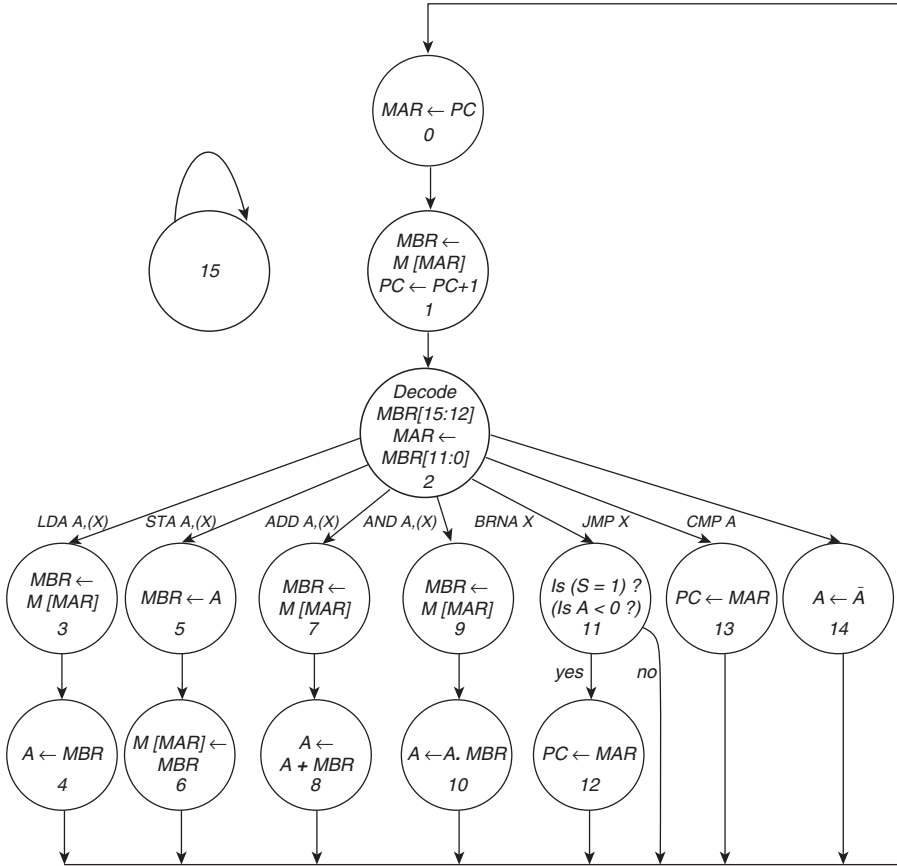 MAR ← PC
0
15
MBR ←
M [MAR]
PC ← PC+1
1
Decode
MBR[15:12]
MAR ←
MBR[11:0]
2
LDA A,(X)
STA A,(X)
ADD A,(X)
AND A,(X)
BRNA X
JMP X
CMP A
MBR ←
M [MAR]
3
MBR ← A
5
MBR ←
M [MAR]
7
MBR ←
M [MAR]
9
Is (S = 1) ?
(Is A < 0 ?)
11
PC ← MAR
13
A ← Ā
14
yes
no
A ← MBR
4
M [MAR] ←
MBR
6
A ←
A + MBR
8
A ← A. MBR
10
PC ← MAR
12